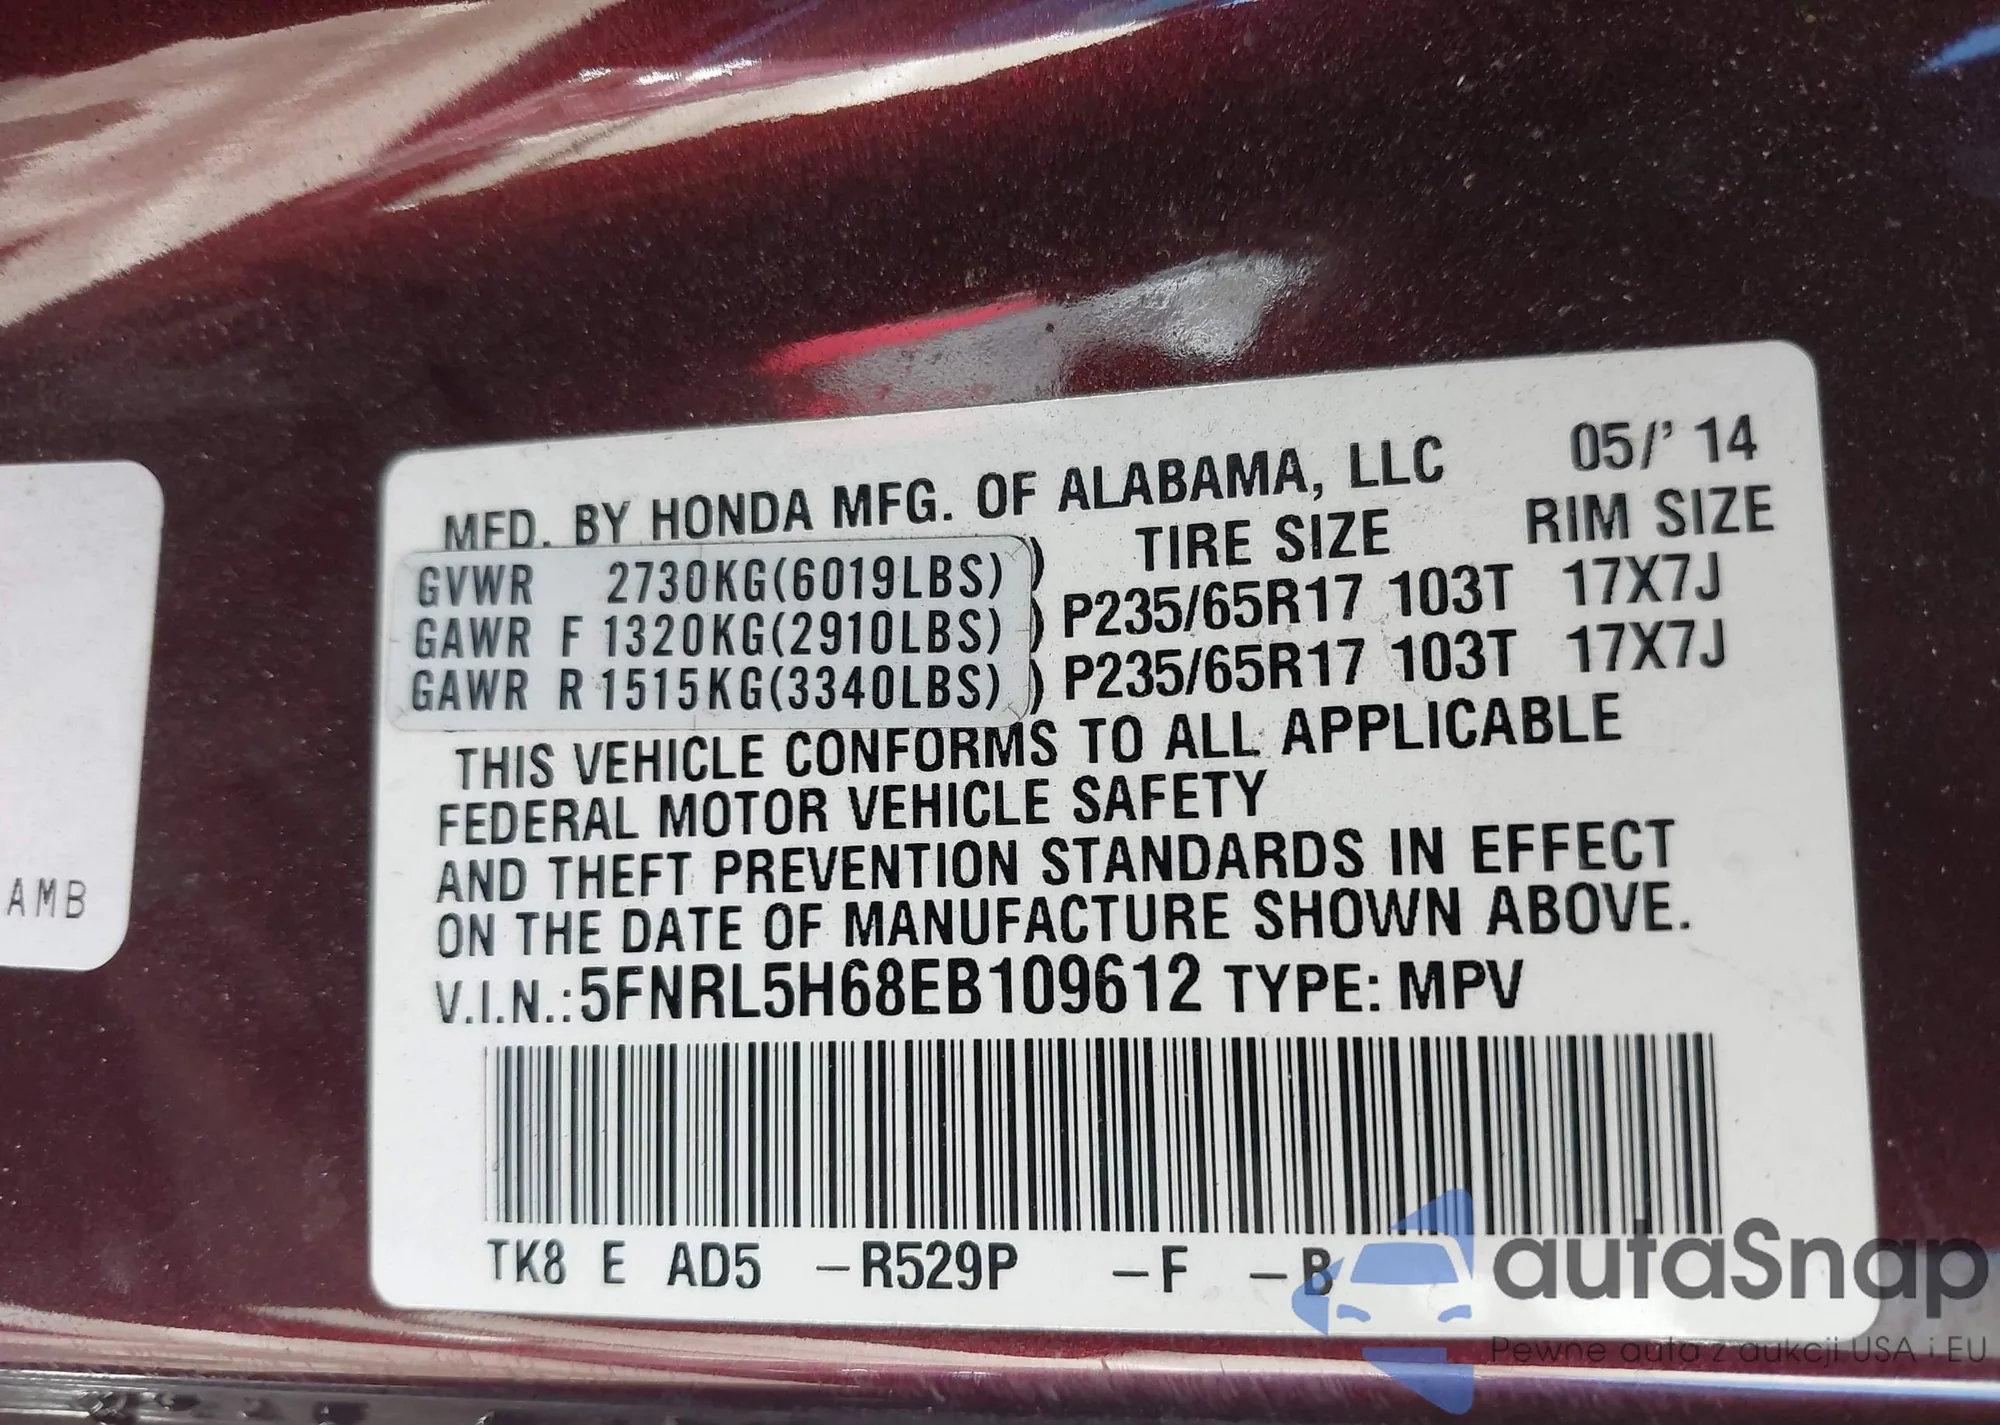 MFD. BY HONDA MFG. OF ALABAMA, LLC 05/' 14
TIRE SIZE RIM SIZE
GVWR 2730KG(6019LBS)
GAWR F 1320KG(2910LBS) ) P235/65R17 103T 17X7J
GAWR R 1515KG(3340LBS) ) P235/65R17 103T 17X7J
THIS VEHICLE CONFORMS TO ALL APPLICABLE
FEDERAL MOTOR VEHICLE SAFETY
AND THEFT PREVENTION STANDARDS IN EFFECT
ON THE DATE OF MANUFACTURE SHOWN ABOVE.
V.I.N.:5FNRL5H68EB109612 TYPE: MPV
TK8 E AD5 -R529P -F -B
AMB
autaSnap
Pewne auta z aukcji USA i EU